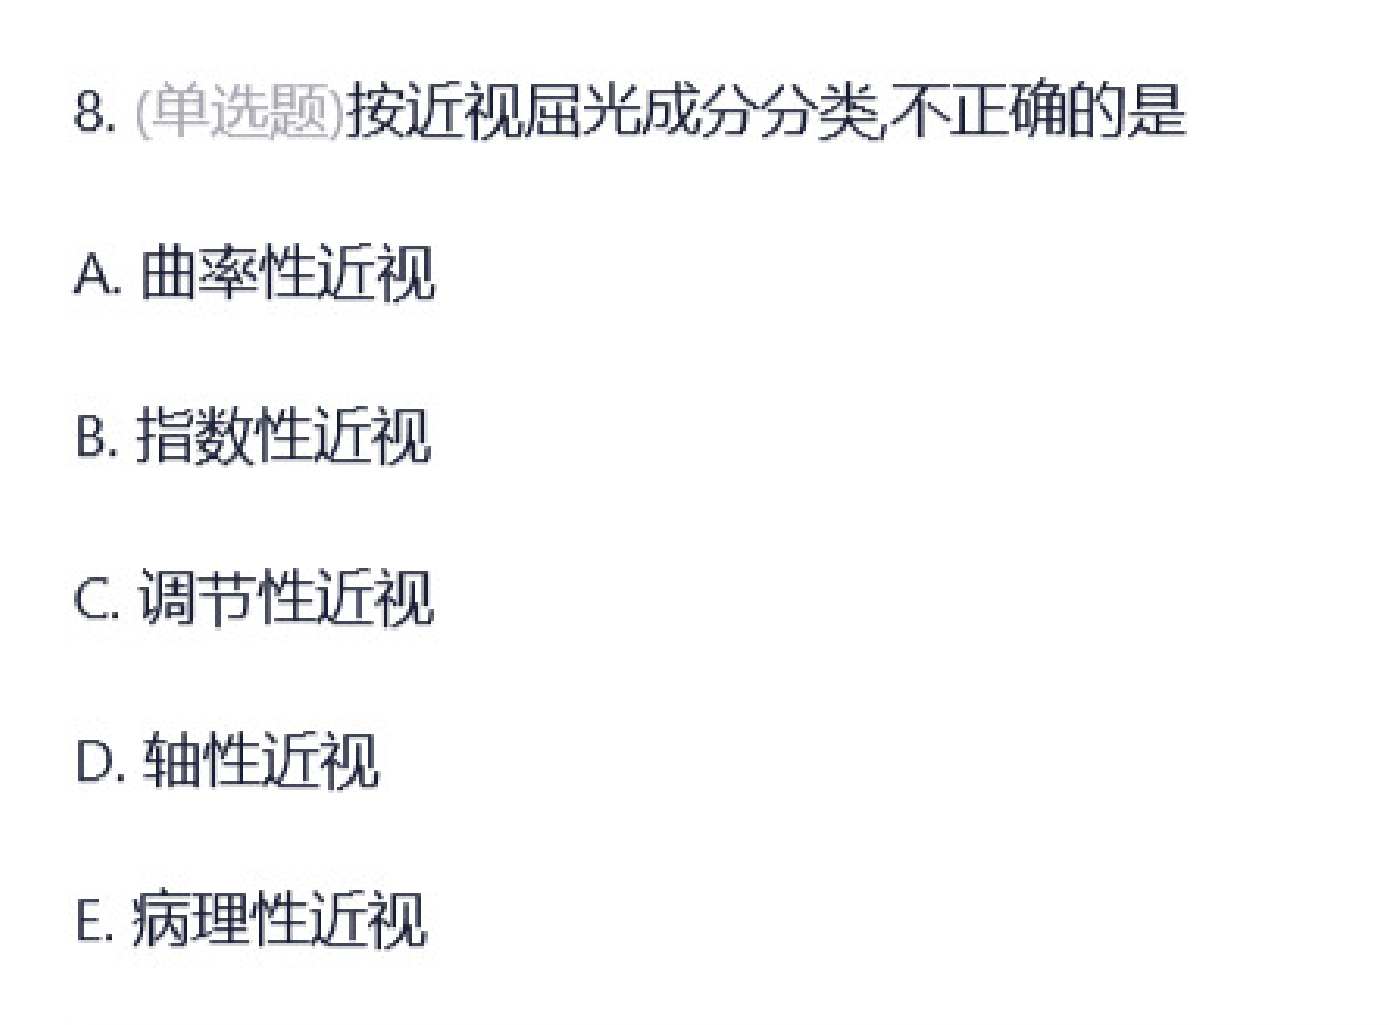 8. (单选题)按近视屈光成分分类,不正确的是
A. 曲率性近视
B. 指数性近视
C. 调节性近视
D. 轴性近视
E. 病理性近视